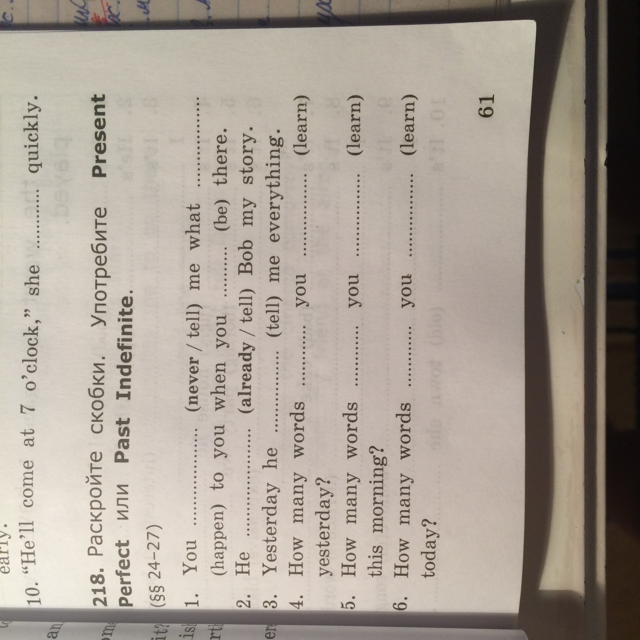 early.
10. “He’ll come at 7 o’clock,” she ............ quickly.
218. Раскройте скобки. Употребите Present
Perfect или Past Indefinite.
(§§ 24–27)
1. You .................... (never / tell) me what ..................
(happen) to you when you .......... (be) there.
2. He ...................... (already / tell) Bob my story.
3. Yesterday he ................ (tell) me everything.
4. How many words ............ you ................. (learn)
yesterday?
5. How many words ............ you ................. (learn)
this morning?
6. How many words ............ you ................. (learn)
today?
61